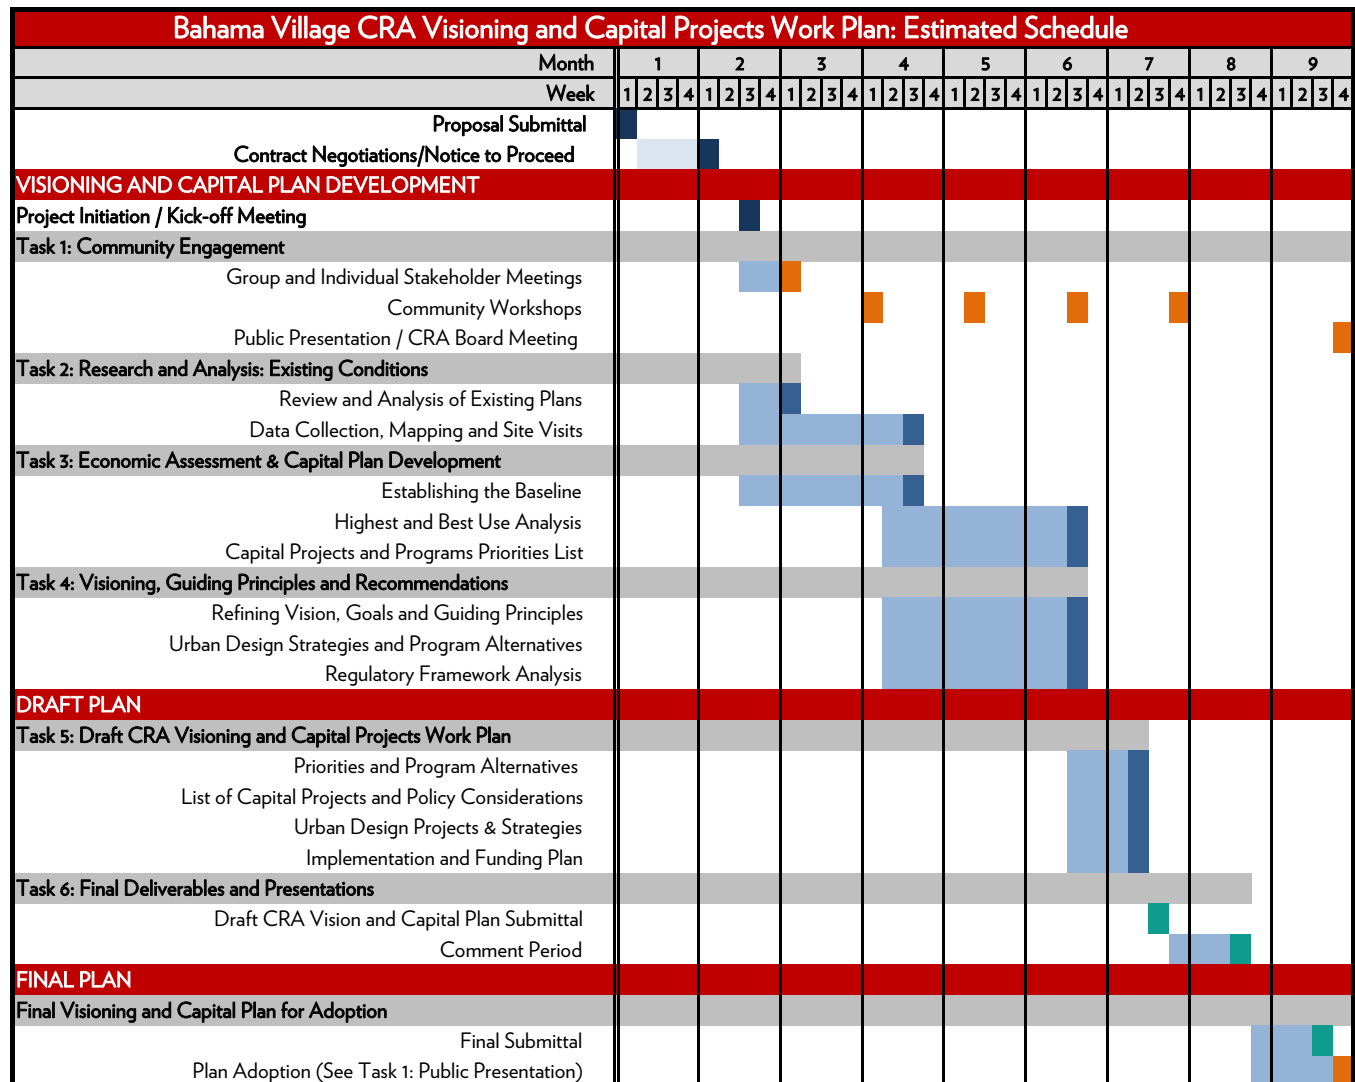 Bahama Village CRA Visioning and Capital Projects Work Plan: Estimated Schedule
Month 1 2 3 4 5 6 7 8 9
Week 1 2 3 4 1 2 3 4 1 2 3 4 1 2 3 4 1 2 3 4 1 2 3 4 1 2 3 4 1 2 3 4 1 2 3 4
Proposal Submittal
Contract Negotiations/Notice to Proceed
VISIONING AND CAPITAL PLAN DEVELOPMENT
Project Initiation / Kick-off Meeting
Task 1: Community Engagement
Group and Individual Stakeholder Meetings
Community Workshops
Public Presentation / CRA Board Meeting
Task 2: Research and Analysis: Existing Conditions
Review and Analysis of Existing Plans
Data Collection, Mapping and Site Visits
Task 3: Economic Assessment & Capital Plan Development
Establishing the Baseline
Highest and Best Use Analysis
Capital Projects and Programs Priorities List
Task 4: Visioning, Guiding Principles and Recommendations
Refining Vision, Goals and Guiding Principles
Urban Design Strategies and Program Alternatives
Regulatory Framework Analysis
DRAFT PLAN
Task 5: Draft CRA Visioning and Capital Projects Work Plan
Priorities and Program Alternatives
List of Capital Projects and Policy Considerations
Urban Design Projects & Strategies
Implementation and Funding Plan
Task 6: Final Deliverables and Presentations
Draft CRA Vision and Capital Plan Submittal
Comment Period
FINAL PLAN
Final Visioning and Capital Plan for Adoption
Final Submittal
Plan Adoption (See Task 1: Public Presentation)